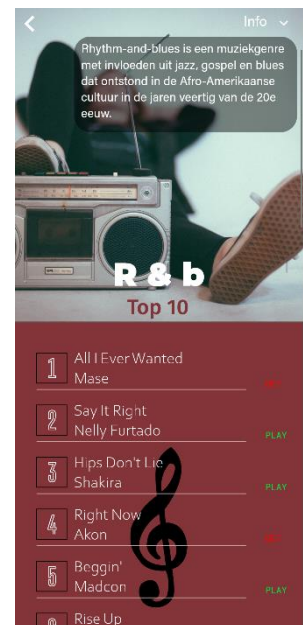 Info
Rhythm-and-blues is een muziekgenre
met invloeden uit jazz, gospel en blues
dat ontstond in de Afro-Amerikaanse
cultuur in de jaren veertig van de 20e
eeuw.
R & b
Top 10
1
All I Ever Wanted
Mase
2
Say It Right
Nelly Furtado
PLAY
3
Hips Don't Lie
Shakira
PLAY
4
Right Now
Akon
5
Beggin'
Madcon
PLAY
Rise Up